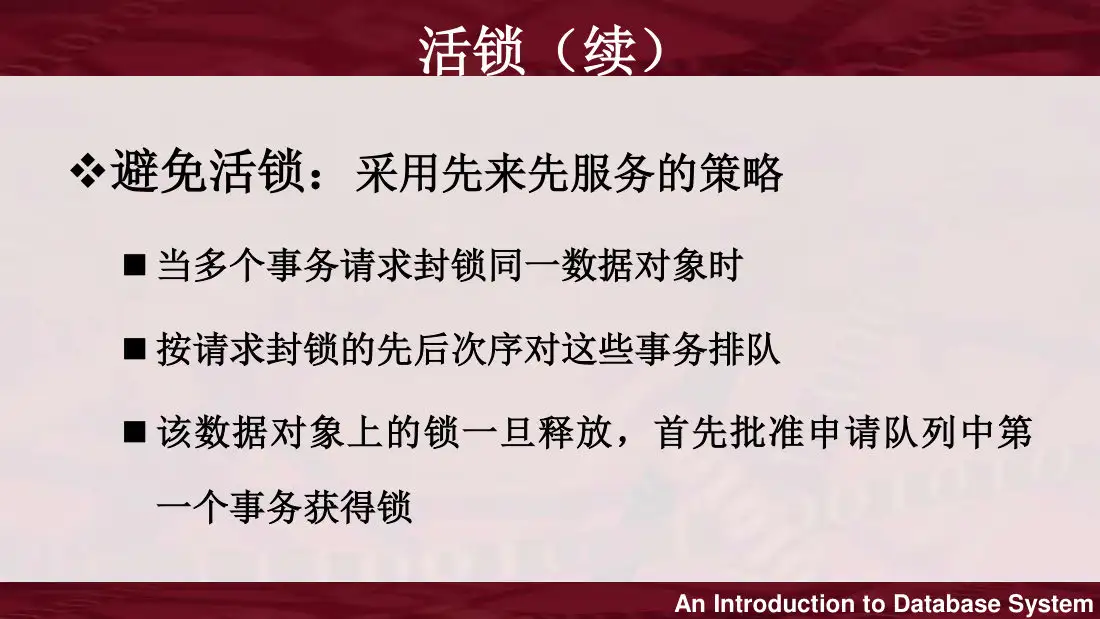 活锁（续）
❖避免活锁：采用先来先服务的策略
■ 当多个事务请求封锁同一数据对象时
■ 按请求封锁的先后次序对这些事务排队
■ 该数据对象上的锁一旦释放，首先批准申请队列中第
一个事务获得锁
An Introduction to Database System